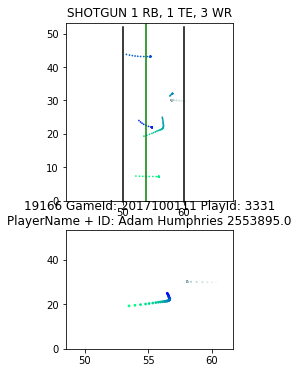 SHOTGUN 1 RB, 1 TE, 3 WR
50
40
30
20
10
0
50 60
19166 GameId: 2017100111 PlayId: 3331
PlayerName + ID: Adam Humphries 2553895.0
40
20
0
50 55 60